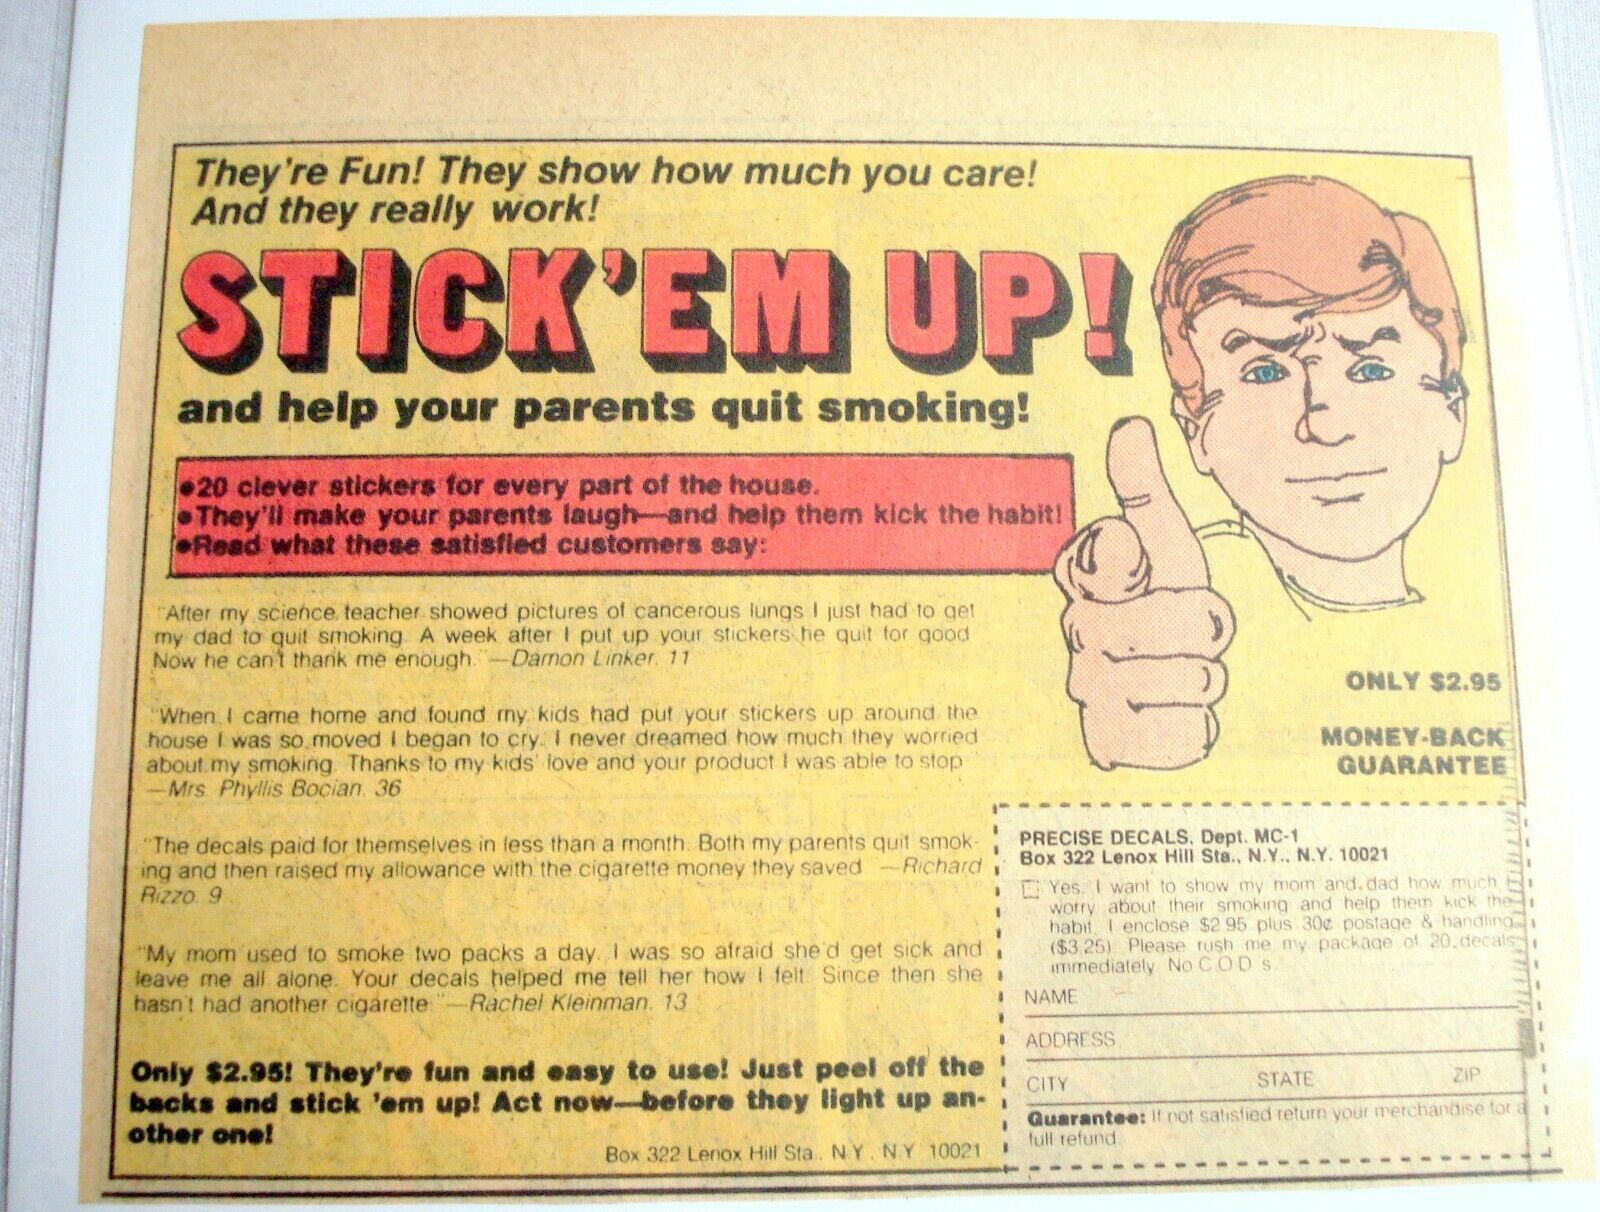 They're Fun! They show how much you care!
And they really work!
STICK'EM UP!
and help your parents quit smoking!
•20 clever stickers for every part of the house.
•They'll make your parents laugh—and help them kick the habit!
•Read what these satisfied customers say:
"After my science teacher showed pictures of cancerous lungs I just had to get
my dad to quit smoking. A week after I put up your stickers he quit for good
Now he can't thank me enough."—Damon Linker, 11
"When I came home and found my kids had put your stickers up around the
house I was so moved I began to cry. I never dreamed how much they worried
about my smoking. Thanks to my kids' love and your product I was able to stop
—Mrs. Phyllis Bocian, 36
"The decals paid for themselves in less than a month. Both my parents quit smok-
ing and then raised my allowance with the cigarette money they saved."—Richard
Rizzo, 9
"My mom used to smoke two packs a day. I was so afraid she'd get sick and
leave me all alone. Your decals helped me tell her how I felt. Since then she
hasn't had another cigarette."—Rachel Kleinman, 13
Only $2.95! They're fun and easy to use! Just peel off the
backs and stick 'em up! Act now—before they light up an-
other one!
Box 322 Lenox Hill Sta., N.Y., N.Y. 10021
ONLY $2.95
MONEY-BACK
GUARANTEE
PRECISE DECALS, Dept. MC-1
Box 322 Lenox Hill Sta., N.Y., N.Y. 10021
Yes, I want to show my mom and dad how much I
worry about their smoking and help them kick the
habit. I enclose $2.95 plus 30¢ postage & handling
($3.25). Please rush me my package of 20 decals
immediately. No C.O.D.s.
NAME
ADDRESS
CITY STATE ZIP
Guarantee: If not satisfied return your merchandise for a
full refund.